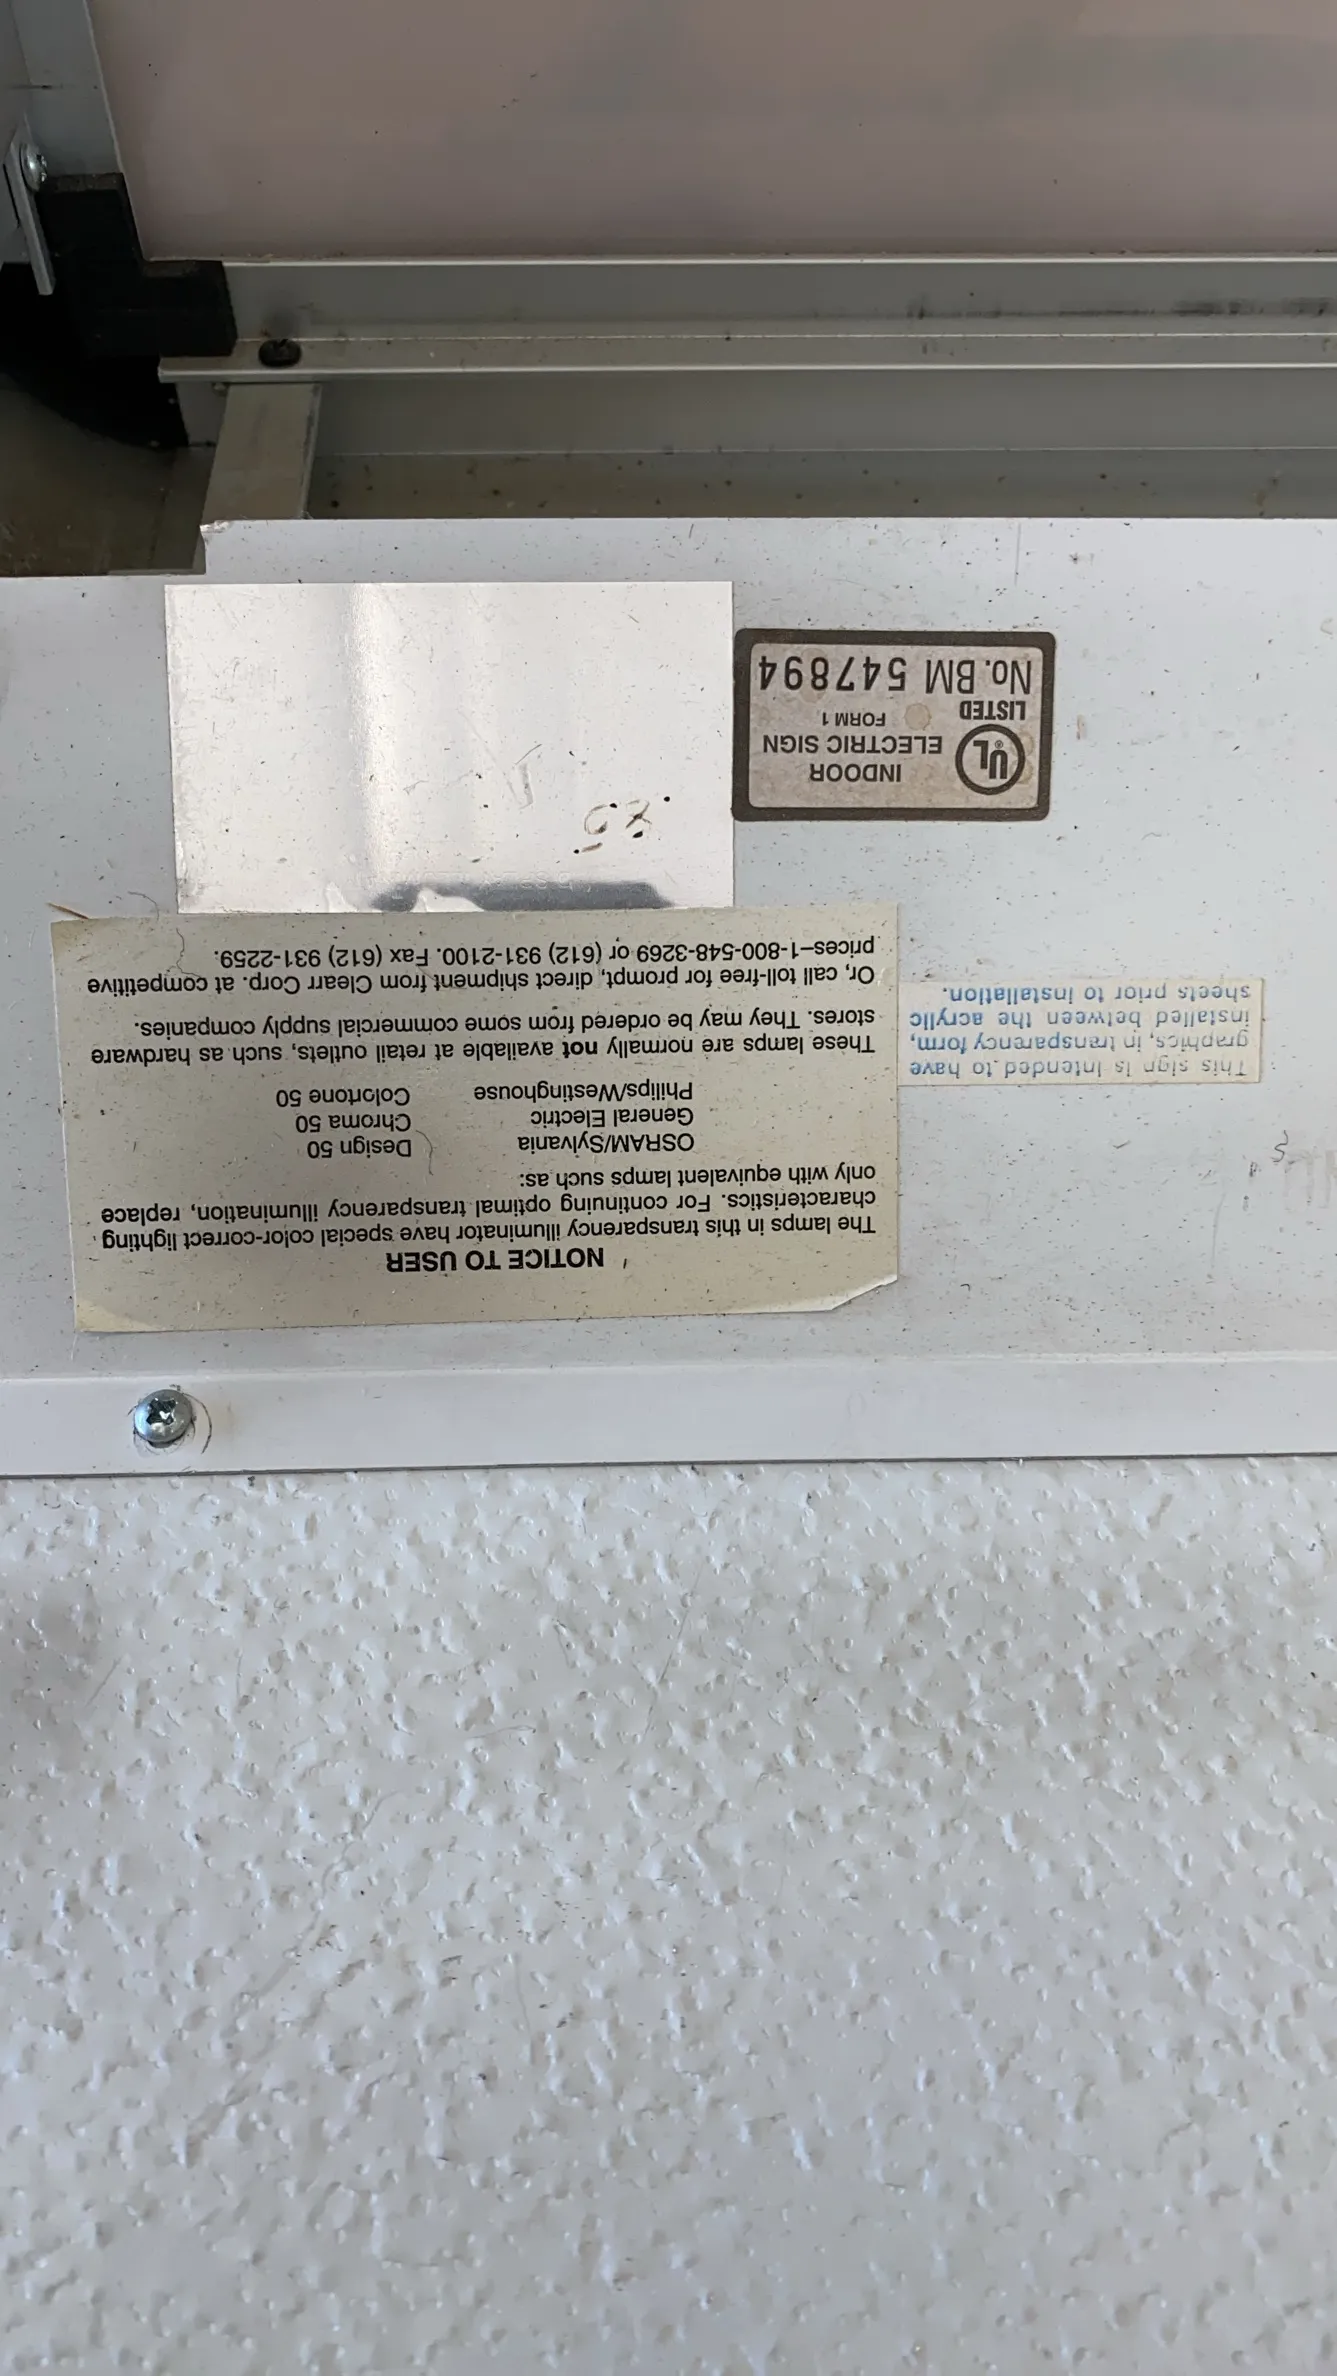 NOTICE TO USER
The lamps in this transparency illuminator have special color-correct lighting
characteristics. For continuing optimal transparency illumination, replace
only with equivalent lamps such as:
OSRAM/Sylvania Design 50
General Electric Chroma 50
Philips/Westinghouse Colortone 50
These lamps are normally not available at retail outlets, such as hardware
stores. They may be ordered from some commercial supply companies.
Or, call toll-free for prompt, direct shipment from Clearr Corp. at competitive
prices–1-800-548-3269 or (612) 931-2100. Fax (612) 931-2259.
This sign is intended to have
graphics, in transparency form,
installed between the acrylic
sheets prior to installation.
UL®
INDOOR
ELECTRIC SIGN
LISTED FORM 1
No. BM 547894